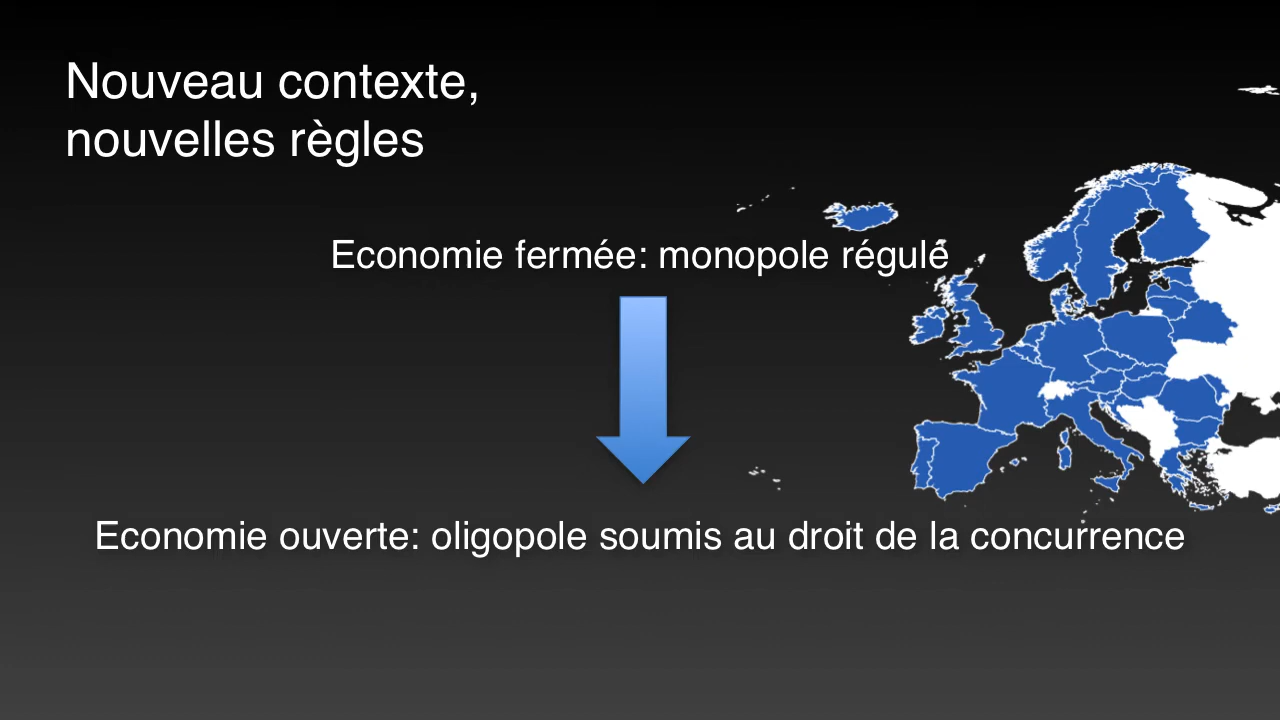 Nouveau contexte,
nouvelles règles
Economie fermée: monopole régulé
Economie ouverte: oligopole soumis au droit de la concurrence